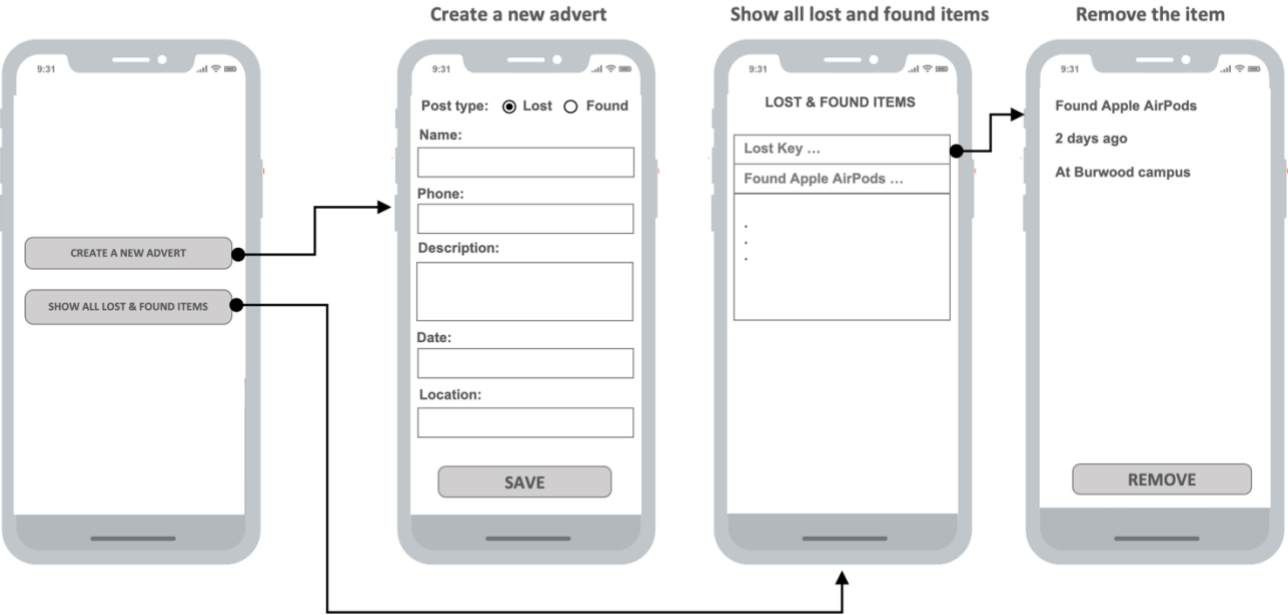 Create a new advert
Show all lost and found items
Remove the item
9:31
CREATE A NEW ADVERT
SHOW ALL LOST & FOUND ITEMS
9:31
Post type: Lost Found
Name:
Phone:
Description:
Date:
Location:
SAVE
9:31
LOST & FOUND ITEMS
Lost Key ...
Found Apple AirPods ...
.
.
.
9:31
Found Apple AirPods
2 days ago
At Burwood campus
REMOVE